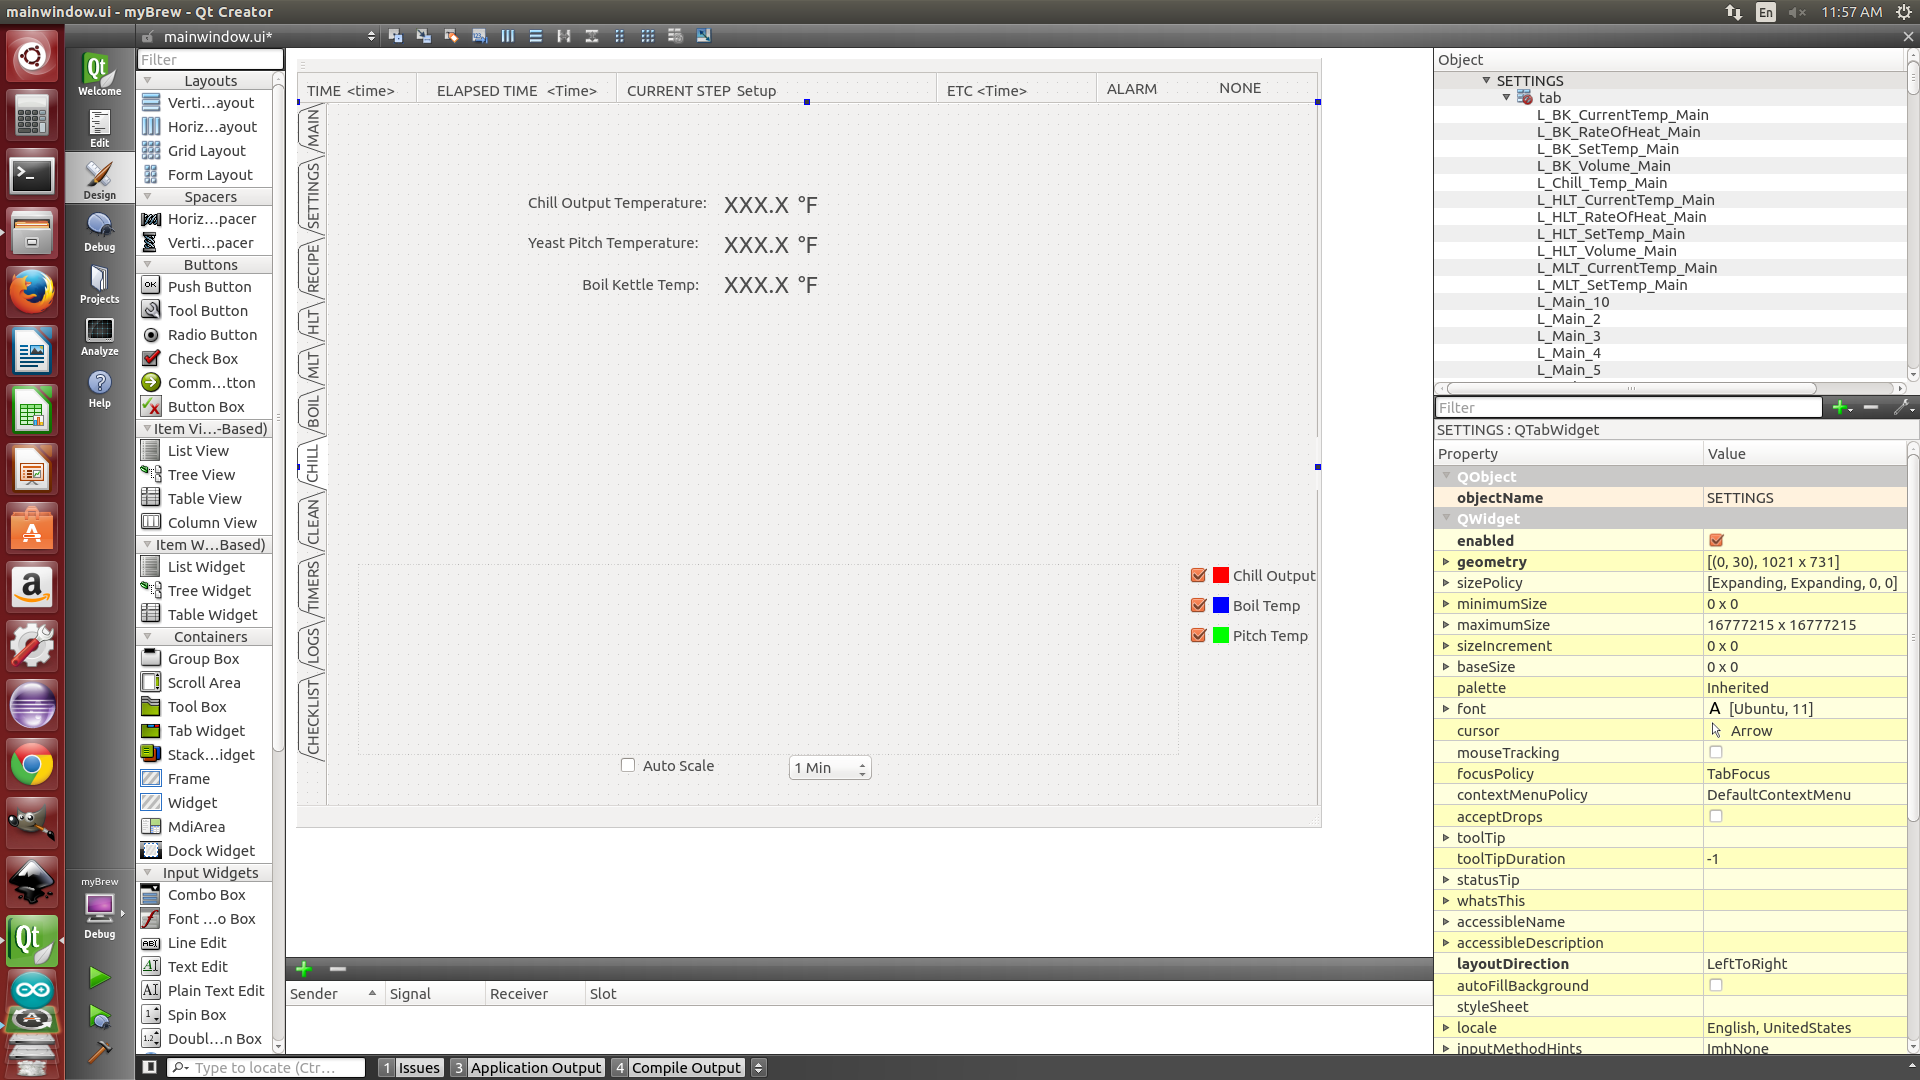 mainwindow.ui - myBrew - Qt Creator
En
11:57 AM
mainwindow.ui*
Welcome
Edit
Design
Debug
Projects
Analyze
Help
myBrew
Debug
Filter
Layouts
Verti...ayout
Horiz...ayout
Grid Layout
Form Layout
Spacers
Horiz...pacer
Verti...pacer
Buttons
Push Button
Tool Button
Radio Button
Check Box
Comm...tton
Button Box
Item Vi...-Based)
List View
Tree View
Table View
Column View
Item W...Based)
List Widget
Tree Widget
Table Widget
Containers
Group Box
Scroll Area
Tool Box
Tab Widget
Stack...idget
Frame
Widget
MdiArea
Dock Widget
Input Widgets
Combo Box
Font ...o Box
Line Edit
Text Edit
Plain Text Edit
Spin Box
Doubl...n Box
TIME <time> ELAPSED TIME <Time> CURRENT STEP Setup ETC <Time> ALARM NONE
MAIN
SETTINGS
RECIPE
HLT
MLT
BOIL
CHILL
CLEAN
TIMERS
LOGS
CHECKLIST
Chill Output Temperature: XXX.X °F
Yeast Pitch Temperature: XXX.X °F
Boil Kettle Temp: XXX.X °F
Chill Output
Boil Temp
Pitch Temp
Auto Scale 1 Min
Sender Signal Receiver Slot
Type to locate (Ctr...
1 Issues 3 Application Output 4 Compile Output
Object
SETTINGS
tab
L_BK_CurrentTemp_Main
L_BK_RateOfHeat_Main
L_BK_SetTemp_Main
L_BK_Volume_Main
L_Chill_Temp_Main
L_HLT_CurrentTemp_Main
L_HLT_RateOfHeat_Main
L_HLT_SetTemp_Main
L_HLT_Volume_Main
L_MLT_CurrentTemp_Main
L_MLT_SetTemp_Main
L_Main_10
L_Main_2
L_Main_3
L_Main_4
L_Main_5
Filter
SETTINGS : QTabWidget
Property Value
QObject
objectName SETTINGS
QWidget
enabled
geometry [(0, 30), 1021 x 731]
sizePolicy [Expanding, Expanding, 0, 0]
minimumSize 0 x 0
maximumSize 16777215 x 16777215
sizeIncrement 0 x 0
baseSize 0 x 0
palette Inherited
font A [Ubuntu, 11]
cursor Arrow
mouseTracking
focusPolicy TabFocus
contextMenuPolicy DefaultContextMenu
acceptDrops
toolTip
toolTipDuration -1
statusTip
whatsThis
accessibleName
accessibleDescription
layoutDirection LeftToRight
autoFillBackground
styleSheet
locale English, UnitedStates
inputMethodHints ImhNone